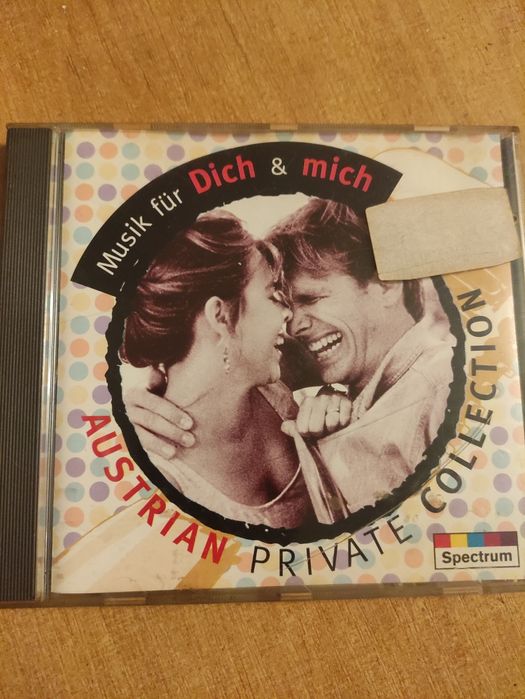 Musik für Dich & mich
AUSTRIAN PRIVATE COLLECTION
Spectrum